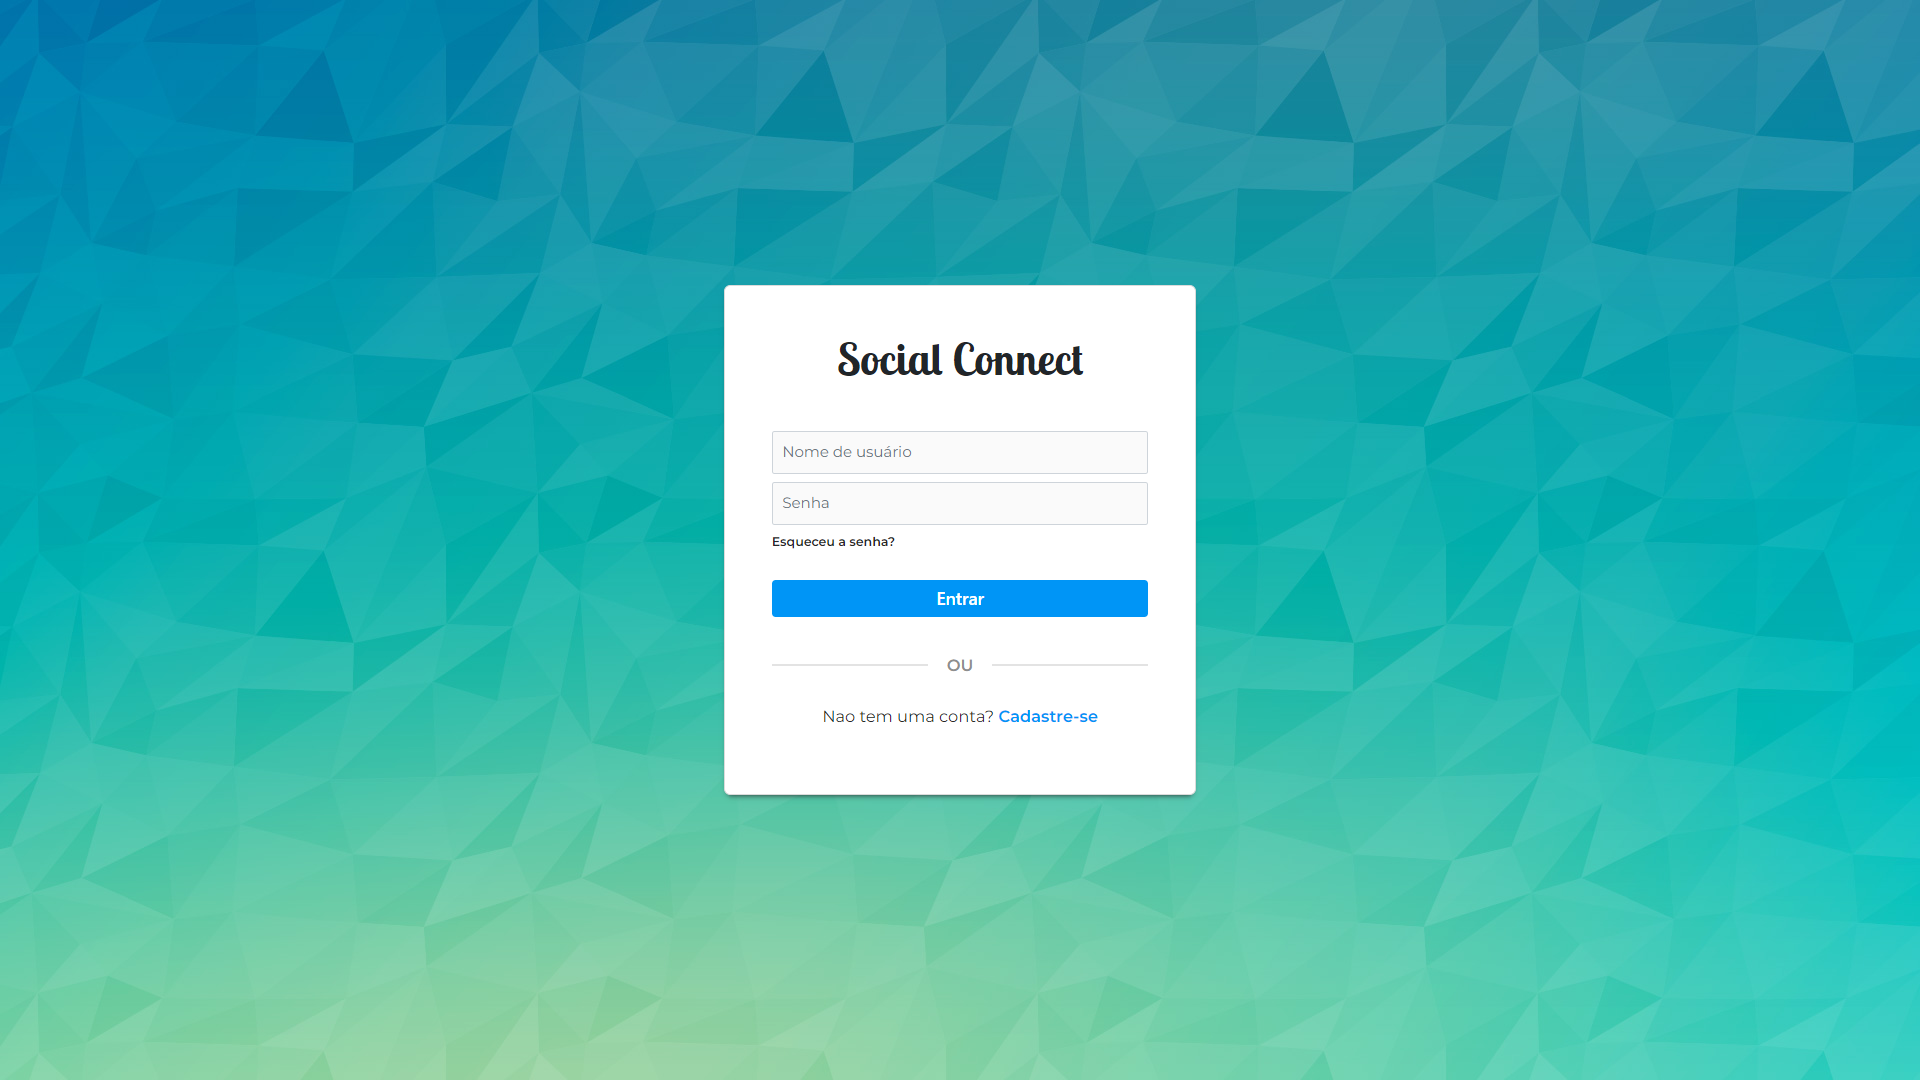 Social Connect
Nome de usuário
Senha
Esqueceu a senha?
Entrar
OU
Nao tem uma conta? Cadastre-se